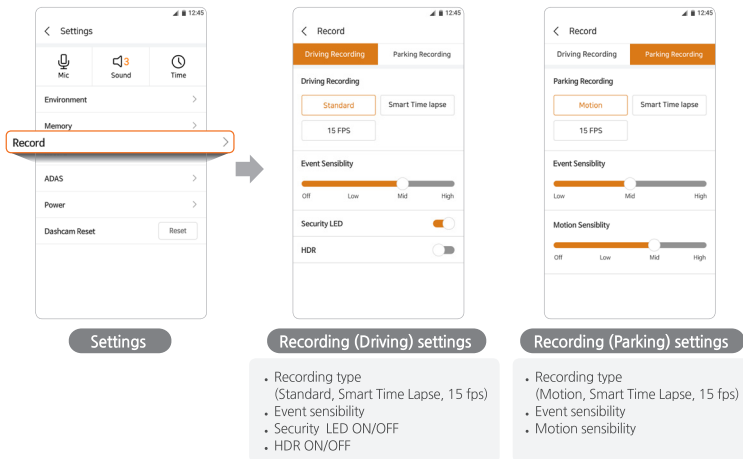 12:45
Settings
Mic
3
Sound
Time
Environment
Memory
Record
ADAS
Power
Dashcam Reset
Reset
Settings
12:45
Record
Driving Recording
Parking Recording
Driving Recording
Standard
Smart Time lapse
15 FPS
Event Sensiblity
Off Low Mid High
Security LED
HDR
Recording (Driving) settings
• Recording type
(Standard, Smart Time Lapse, 15 fps)
• Event sensibility
• Security LED ON/OFF
• HDR ON/OFF
12:45
Record
Driving Recording
Parking Recording
Parking Recording
Motion
Smart Time lapse
15 FPS
Event Sensiblity
Low Mid High
Motion Sensiblity
Off Low Mid High
Recording (Parking) settings
• Recording type
(Motion, Smart Time Lapse, 15 fps)
• Event sensibility
• Motion sensibility